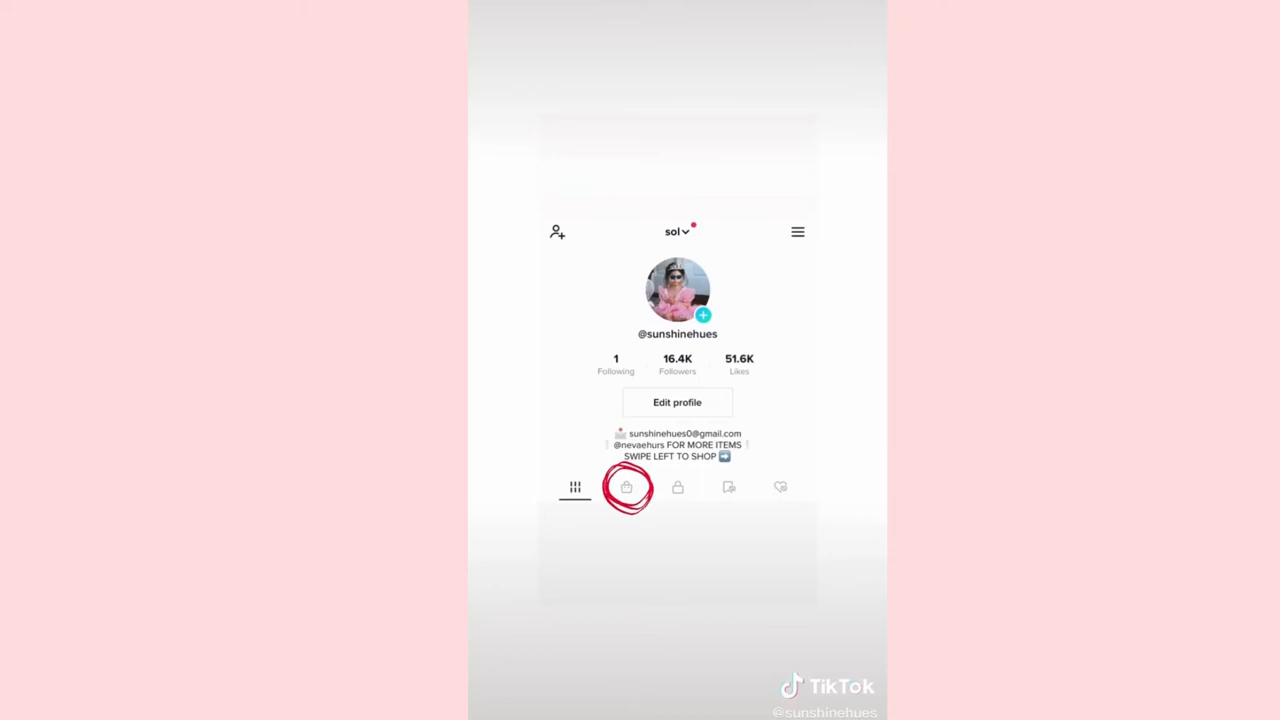 sol
@sunshinehues
1 16.4K 51.6K
Following Followers Likes
Edit profile
sunshinehues0@gmail.com
@nevaehurs FOR MORE ITEMS
SWIPE LEFT TO SHOP ➡️
TikTok
@sunshinehues